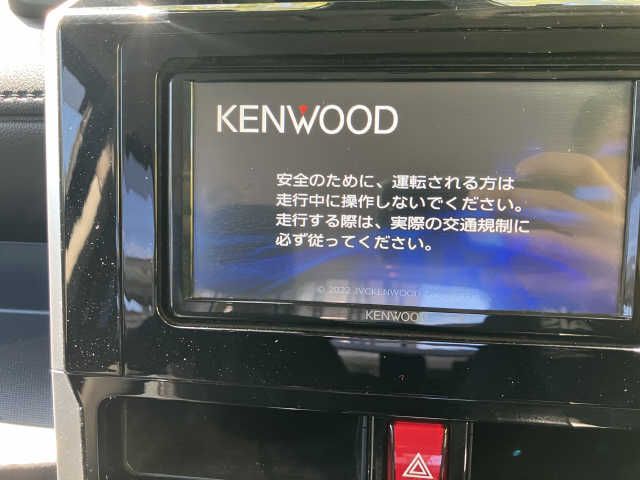 KENWOOD
安全のために、運転される方は
走行中に操作しないでください。
走行する際は、実際の交通規制に
必ず従ってください。
© 2022 JVCKENWOOD
KENWOOD